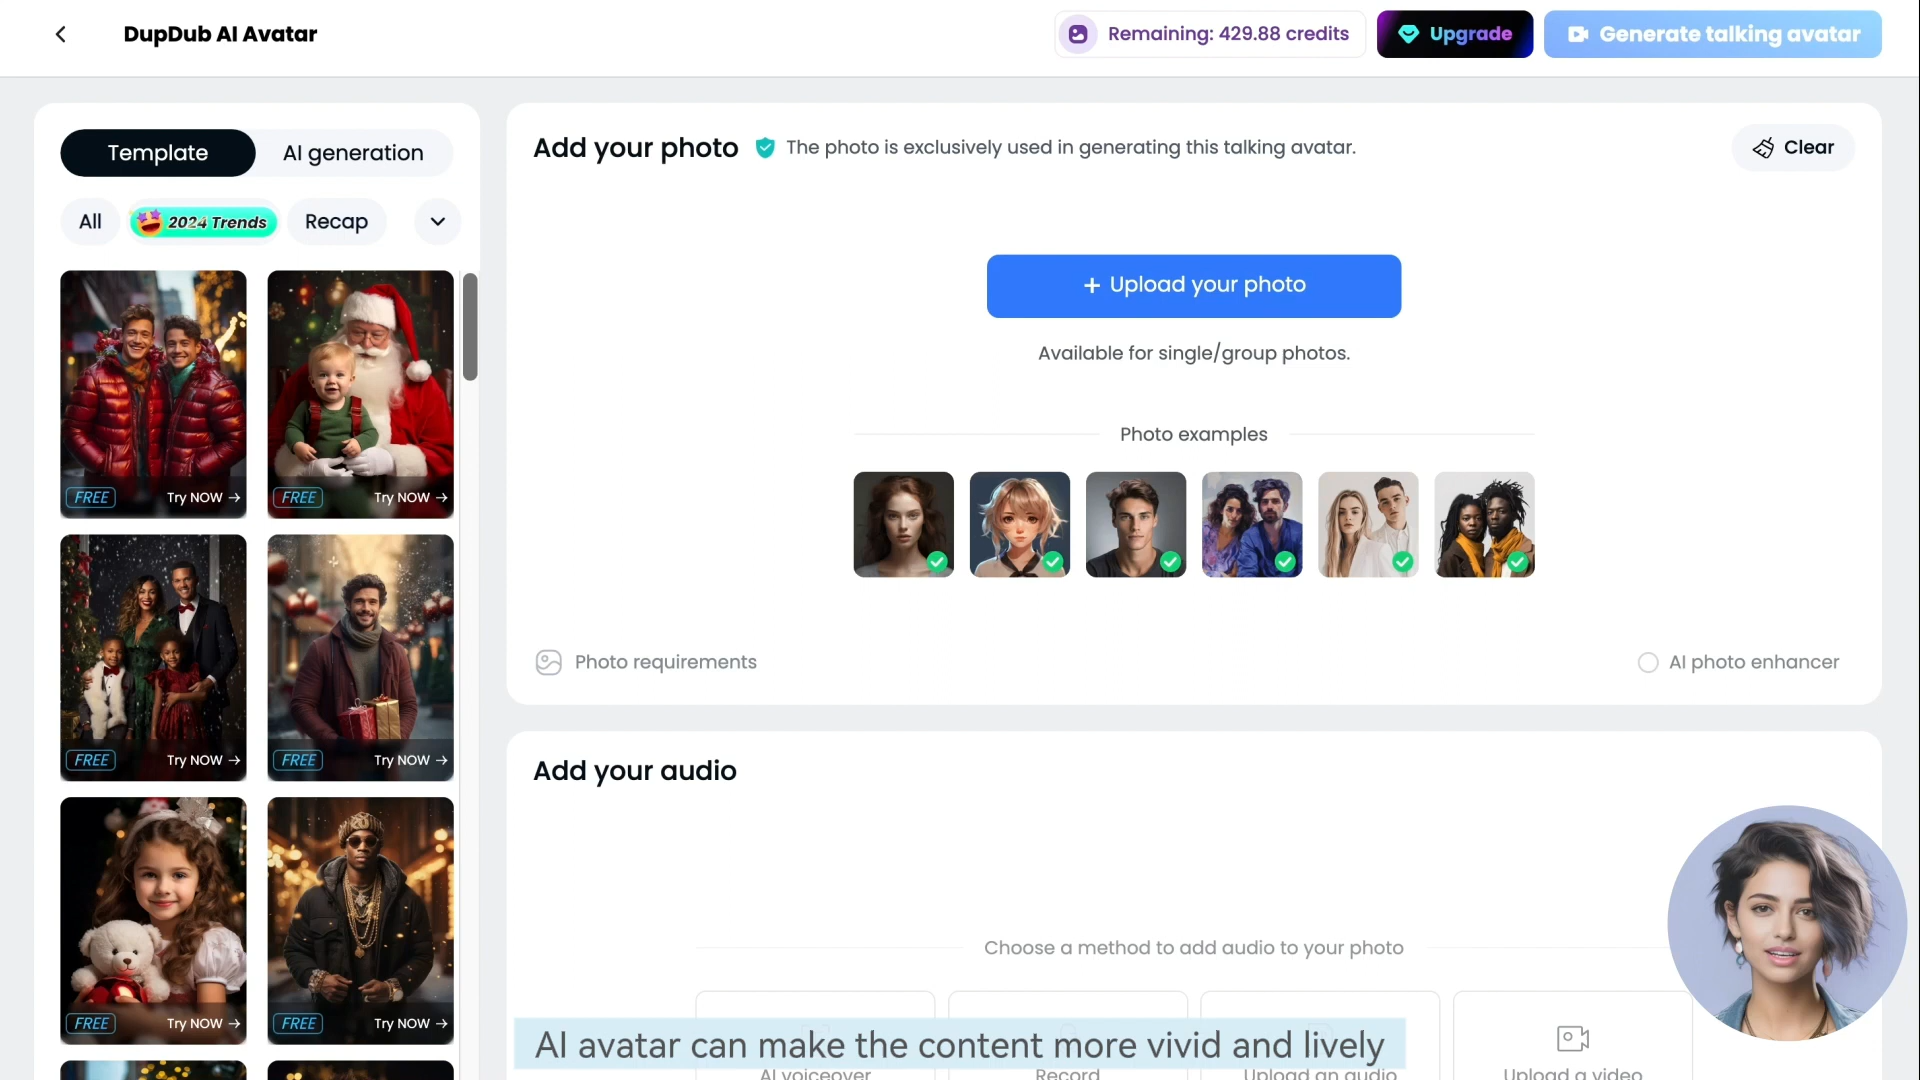 DupDub AI Avatar
Remaining: 429.88 credits
Upgrade
Generate talking avatar
Template
AI generation
All
2024 Trends
Recap
FREE
Try NOW →
FREE
Try NOW →
FREE
Try NOW →
FREE
Try NOW →
FREE
Try NOW →
FREE
Try NOW →
Add your photo
The photo is exclusively used in generating this talking avatar.
Clear
+ Upload your photo
Available for single/group photos.
Photo examples
Photo requirements
AI photo enhancer
Add your audio
Choose a method to add audio to your photo
AI avatar can make the content more vivid and lively
AI voiceover
Record
Upload an audio
Upload a video